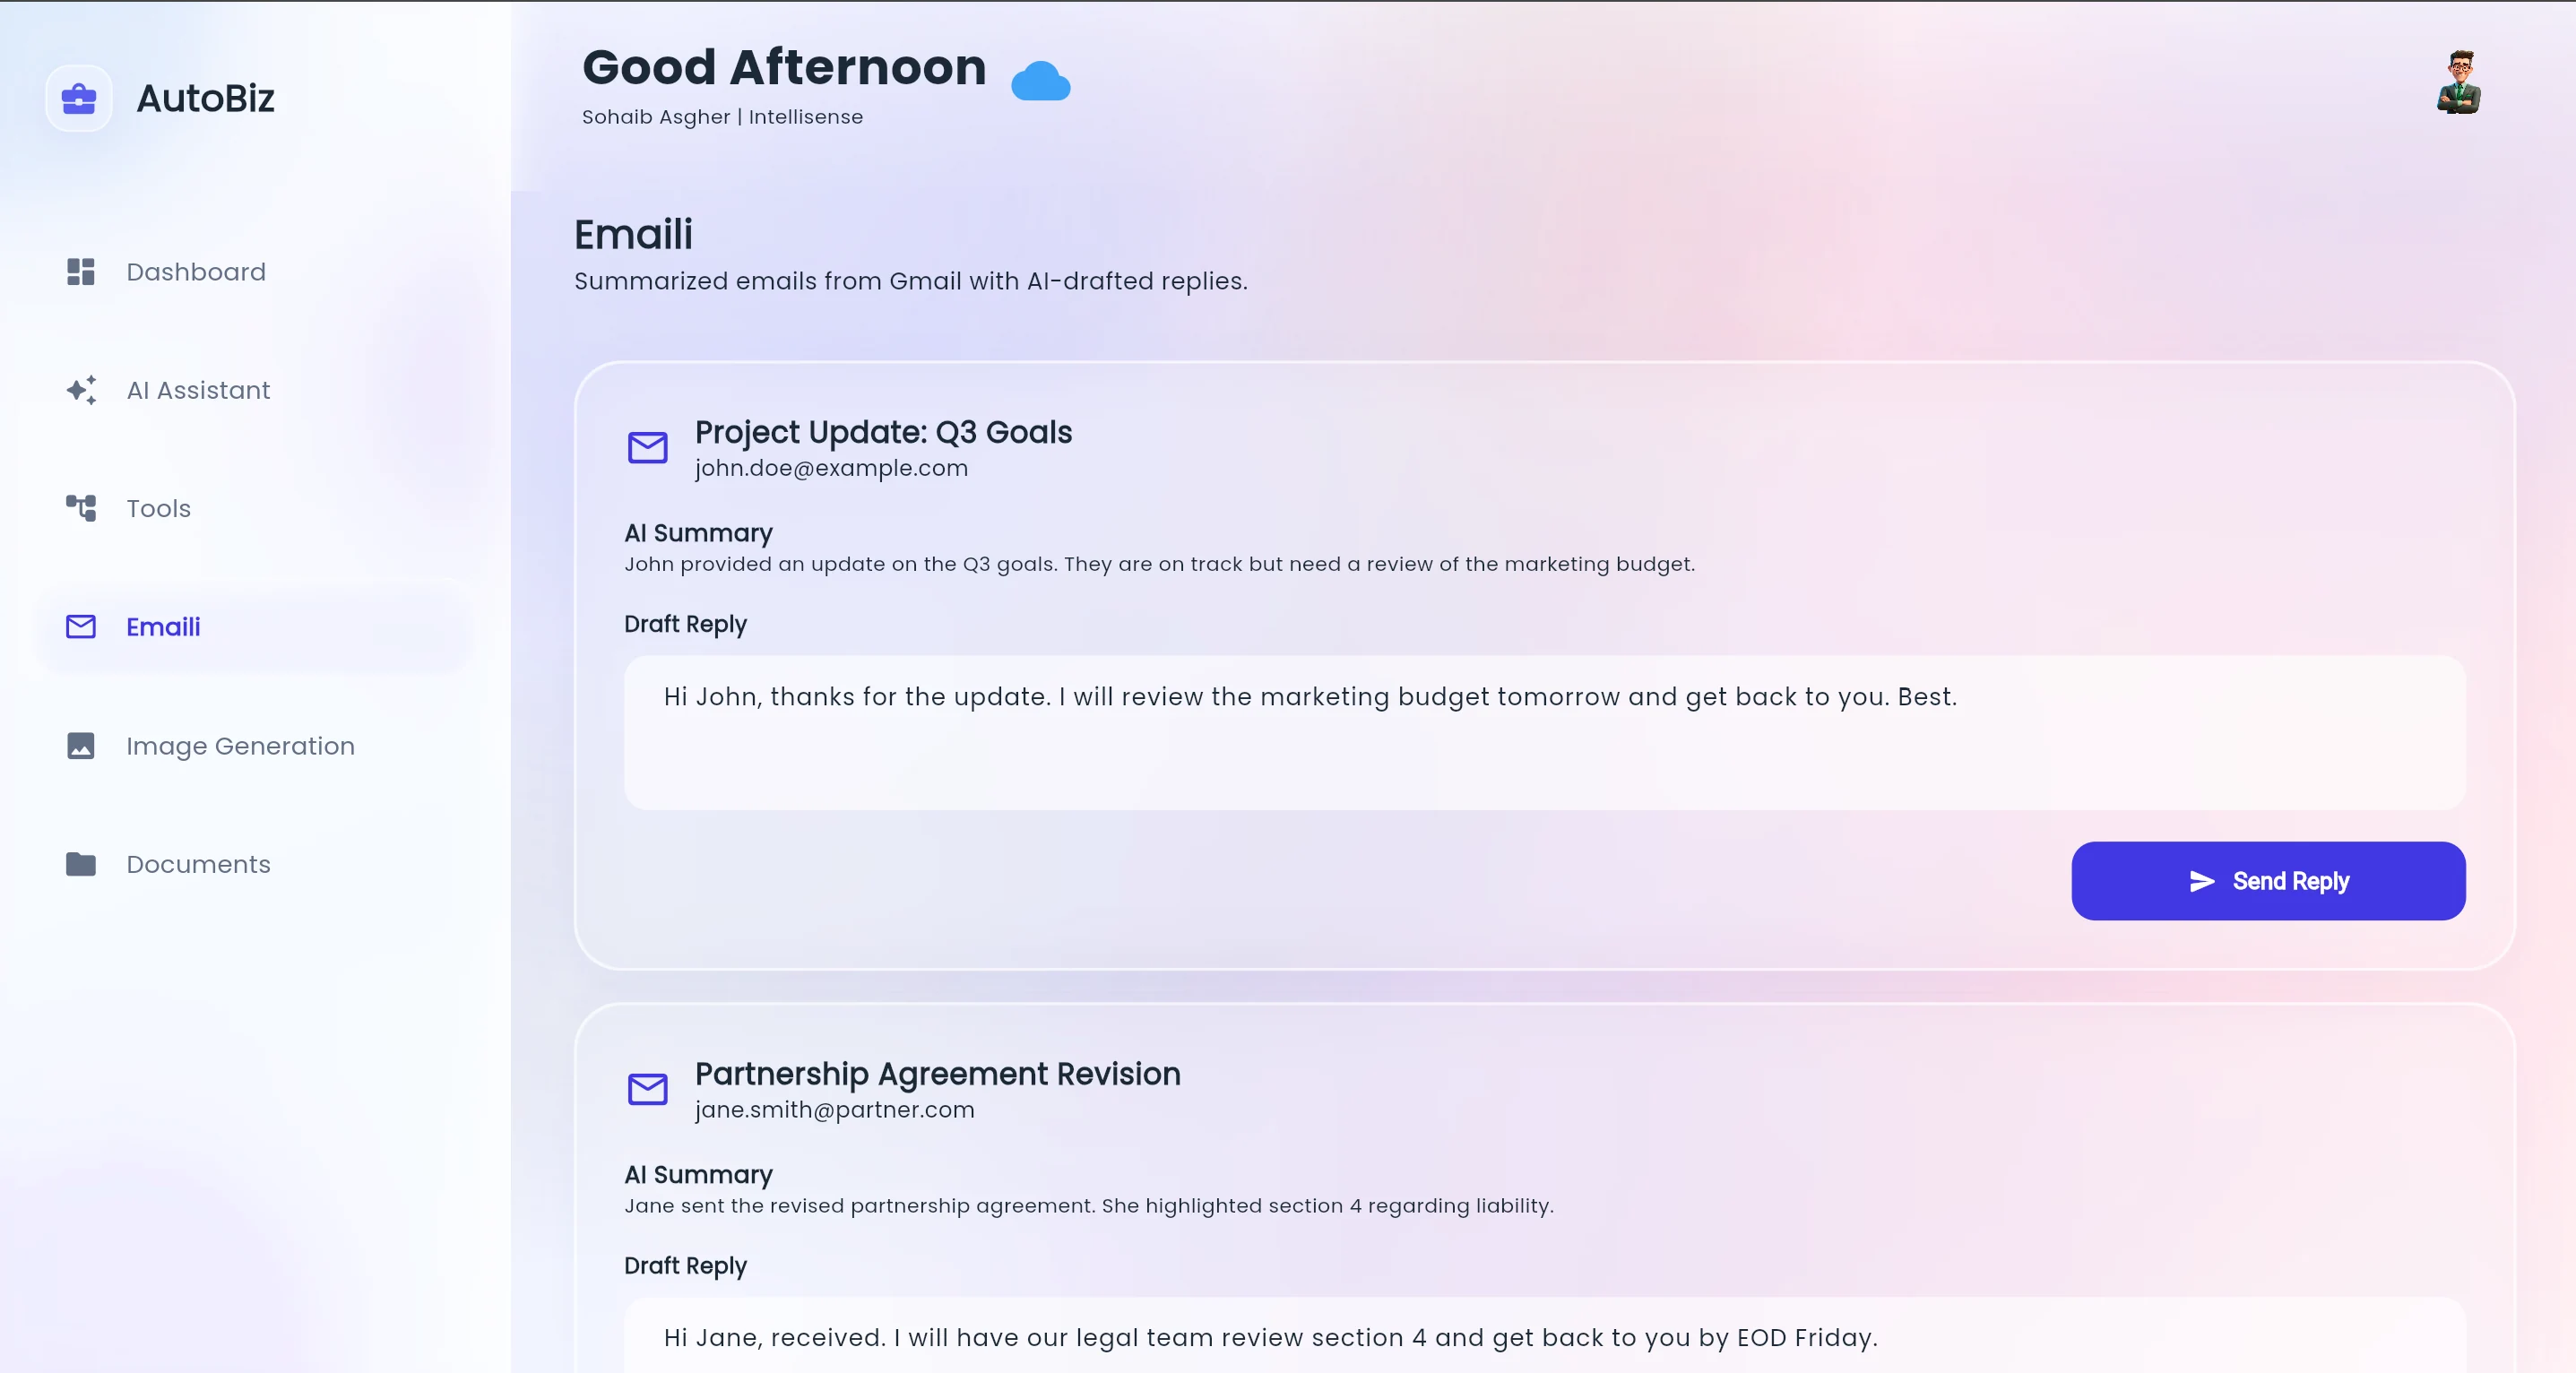 AutoBiz
Dashboard
AI Assistant
Tools
Emaili
Image Generation
Documents
Good Afternoon
Sohaib Asgher | Intellisense
Emaili
Summarized emails from Gmail with AI-drafted replies.
Project Update: Q3 Goals
john.doe@example.com
AI Summary
John provided an update on the Q3 goals. They are on track but need a review of the marketing budget.
Draft Reply
Hi John, thanks for the update. I will review the marketing budget tomorrow and get back to you. Best.
Send Reply
Partnership Agreement Revision
jane.smith@partner.com
AI Summary
Jane sent the revised partnership agreement. She highlighted section 4 regarding liability.
Draft Reply
Hi Jane, received. I will have our legal team review section 4 and get back to you by EOD Friday.